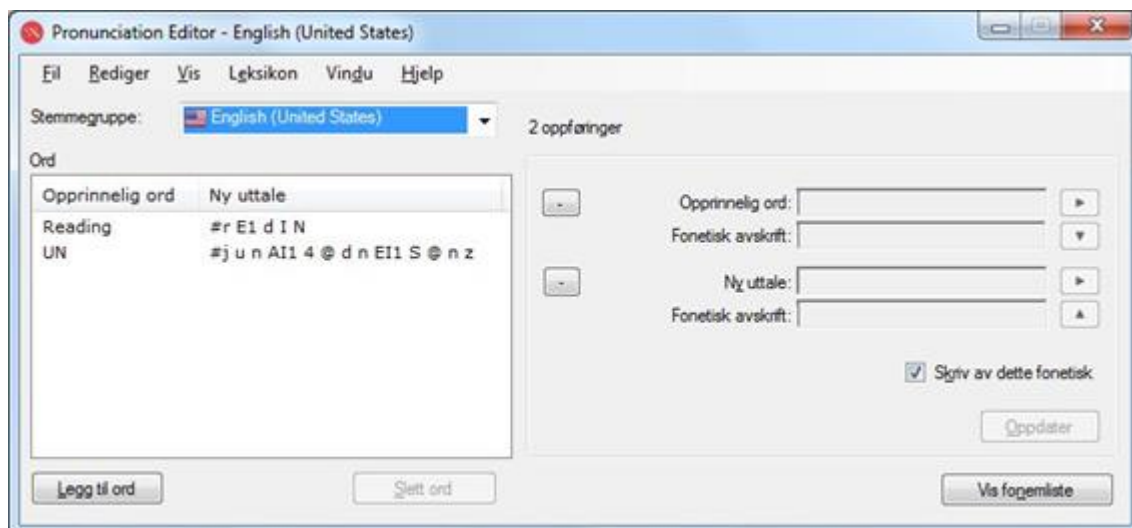 Pronunciation Editor - English (United States)
Fil Rediger Vis Leksikon Vindu Hjelp
Stemmegruppe: English (United States)
2 oppføringer
Ord
Opprinnelig ord Ny uttale
Reading #r E1 d I N
UN #j u n AI1 4 @ d n EI1 S @ n z
- Opprinnelig ord:
Fonetisk avskrift:
- Ny uttale:
Fonetisk avskrift:
Skriv av dette fonetisk
Oppdater
Legg til ord Slett ord Vis fonemliste